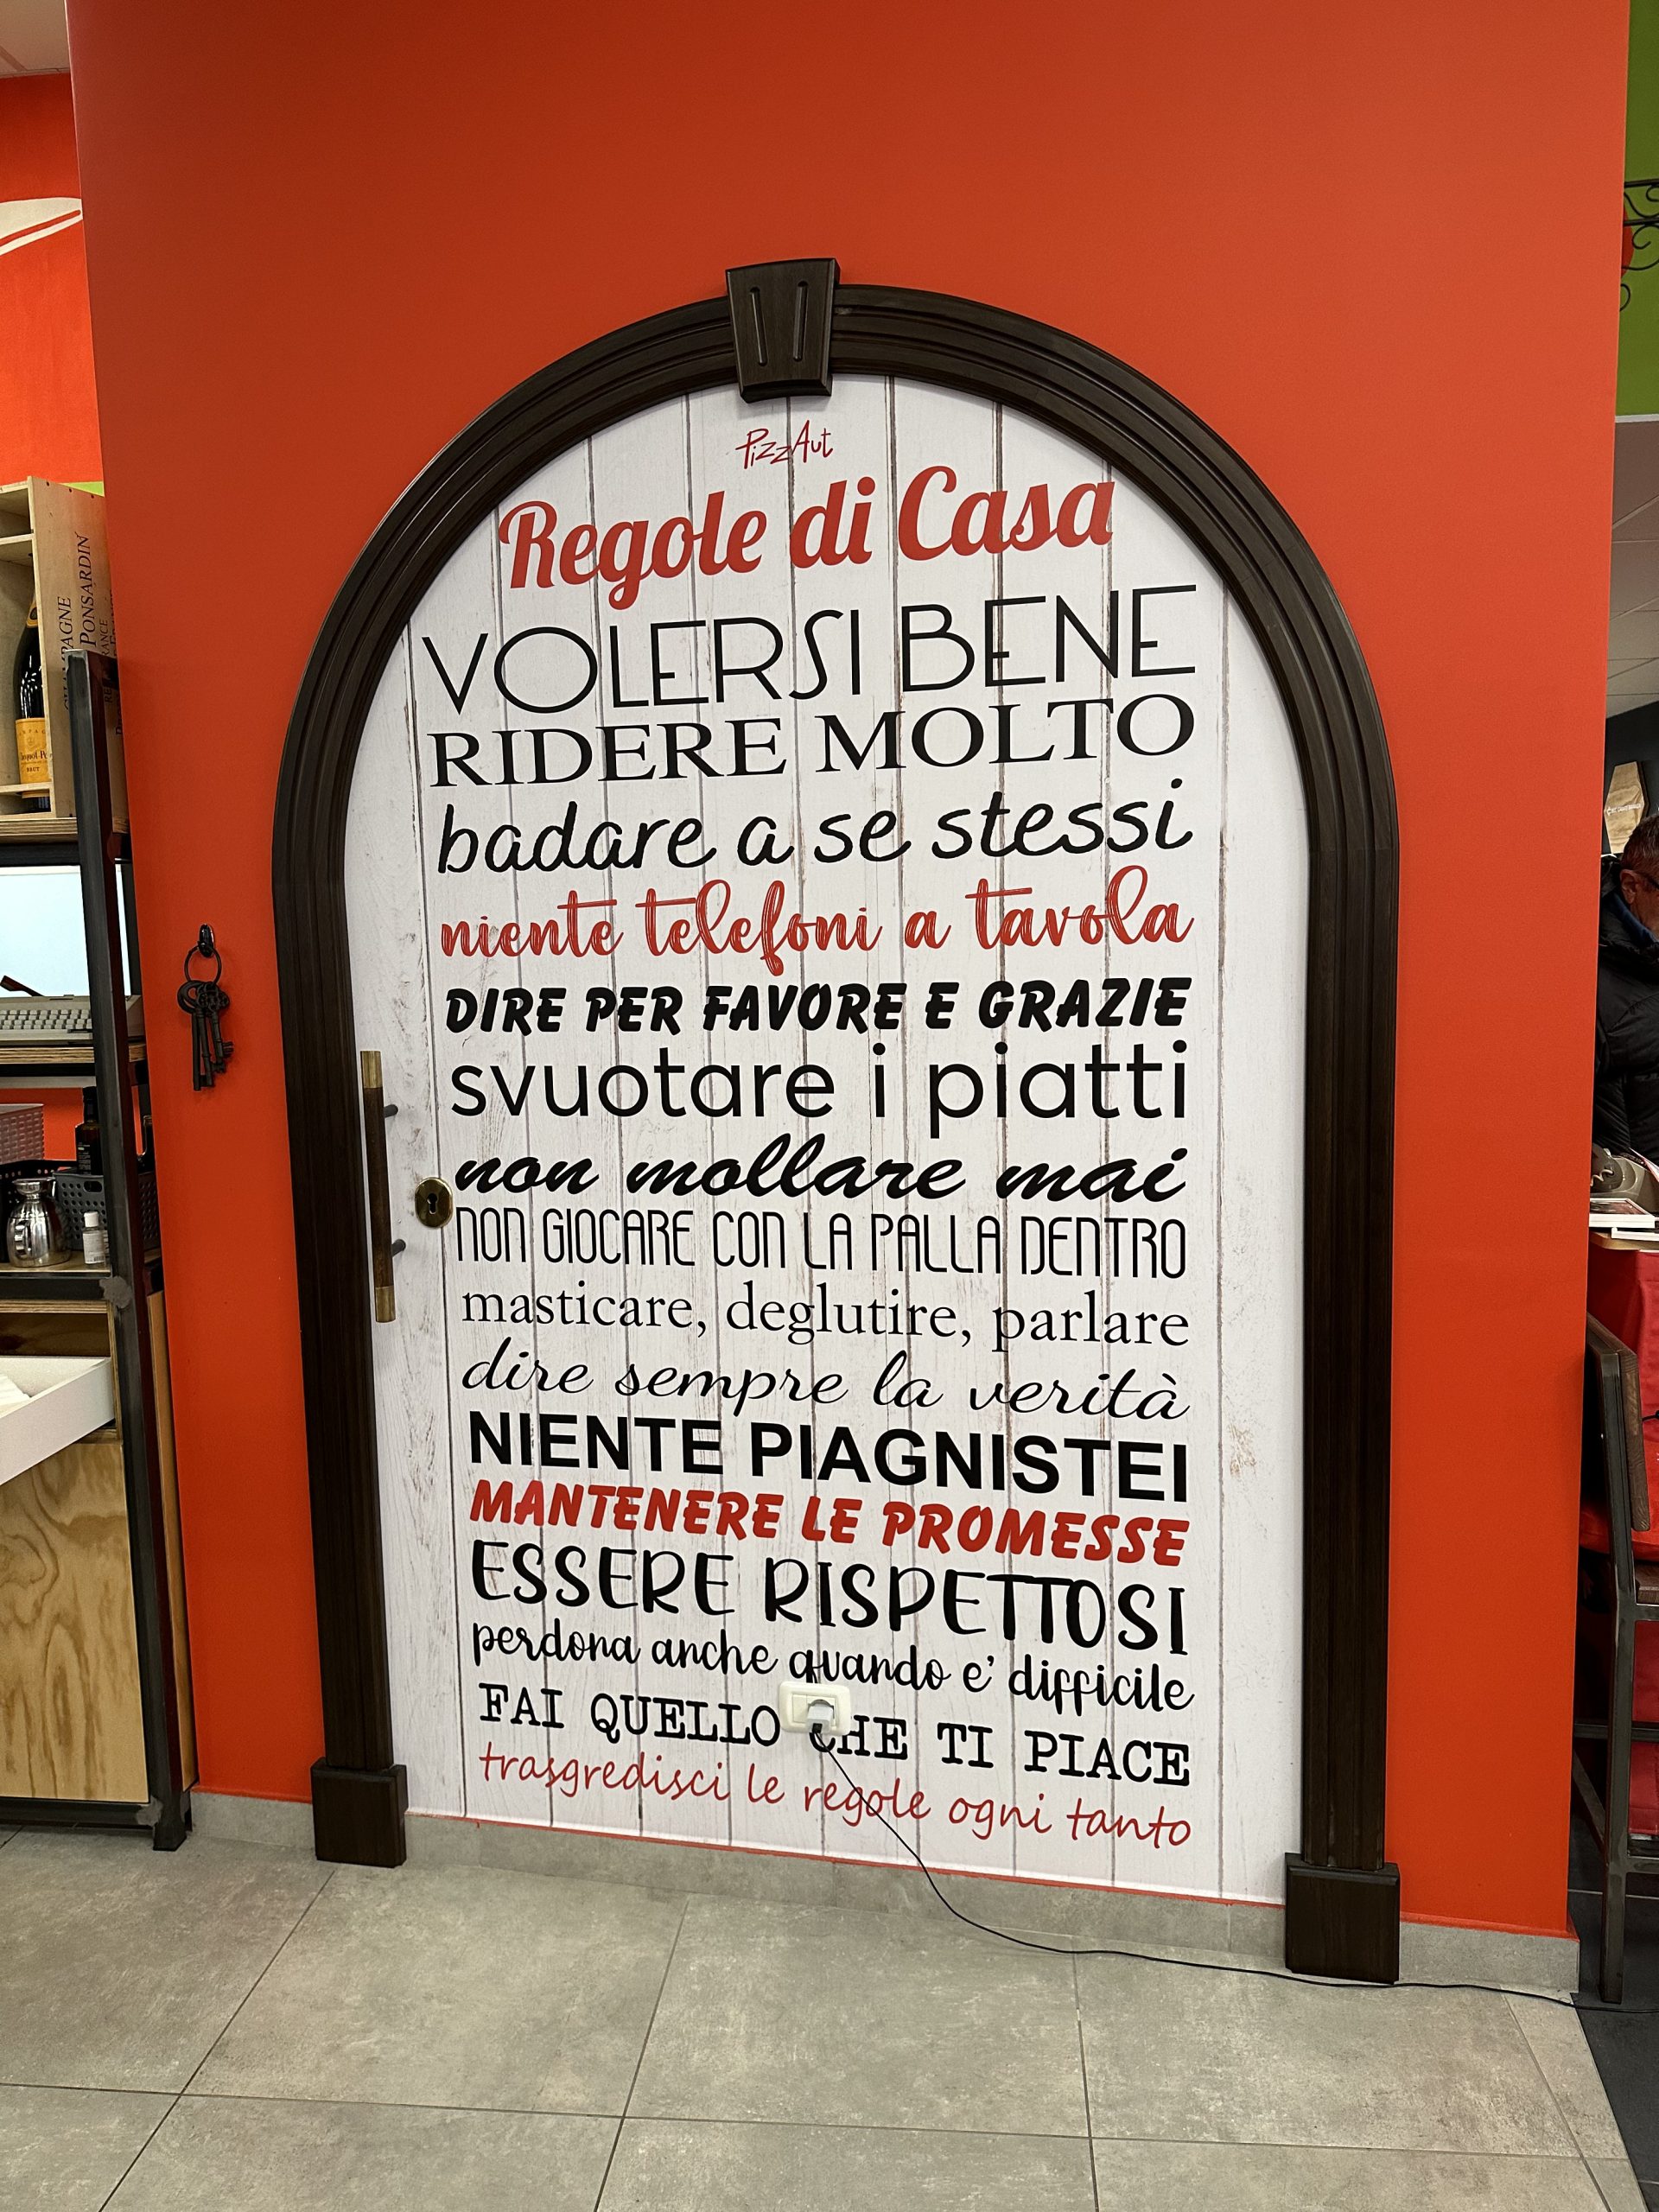 PizzAut
Regole di Casa
VOLERSI BENE
RIDERE MOLTO
badare a se stessi
niente telefoni a tavola
DIRE PER FAVORE E GRAZIE
svuotare i piatti
non mollare mai
NON GIOCARE CON LA PALLA DENTRO
masticare, deglutire, parlare
dire sempre la verità
NIENTE PIAGNISTEI
MANTENERE LE PROMESSE
ESSERE RISPETTOSI
perdona anche quando e' difficile
FAI QUELLO CHE TI PIACE
trasgredisci le regole ogni tanto
PONSARDIN
BRUT